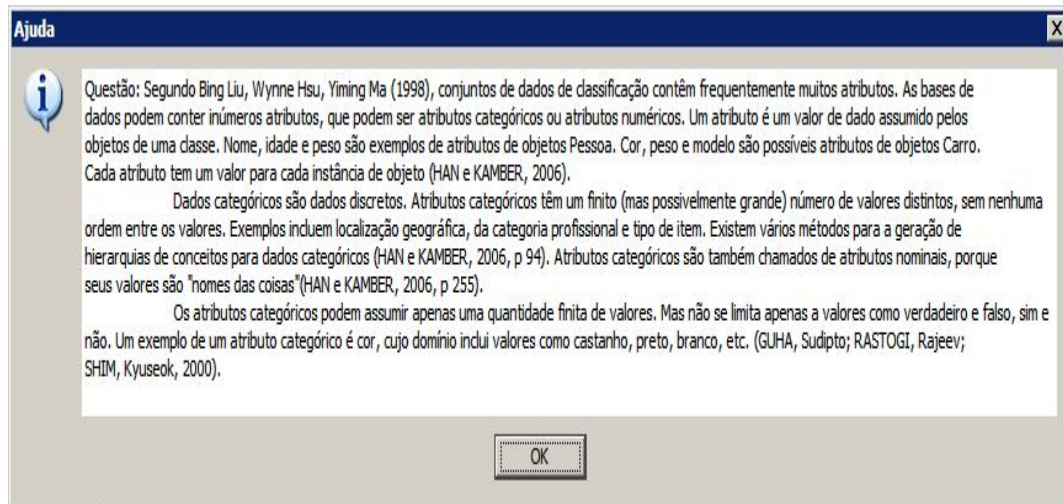 Ajuda
X
Questão: Segundo Bing Liu, Wynne Hsu, Yiming Ma (1998), conjuntos de dados de classificação contêm frequentemente muitos atributos. As bases de
dados podem conter inúmeros atributos, que podem ser atributos categóricos ou atributos numéricos. Um atributo é um valor de dado assumido pelos
objetos de uma classe. Nome, idade e peso são exemplos de atributos de objetos Pessoa. Cor, peso e modelo são possíveis atributos de objetos Carro.
Cada atributo tem um valor para cada instância de objeto (HAN e KAMBER, 2006).
Dados categóricos são dados discretos. Atributos categóricos têm um finito (mas possivelmente grande) número de valores distintos, sem nenhuma
ordem entre os valores. Exemplos incluem localização geográfica, da categoria profissional e tipo de item. Existem vários métodos para a geração de
hierarquias de conceitos para dados categóricos (HAN e KAMBER, 2006, p 94). Atributos categóricos são também chamados de atributos nominais, porque
seus valores são "nomes das coisas"(HAN e KAMBER, 2006, p 255).
Os atributos categóricos podem assumir apenas uma quantidade finita de valores. Mas não se limita apenas a valores como verdadeiro e falso, sim e
não. Um exemplo de um atributo categórico é cor, cujo domínio inclui valores como castanho, preto, branco, etc. (GUHA, Sudipto; RASTOGI, Rajeev;
SHIM, Kyuseok, 2000).
OK